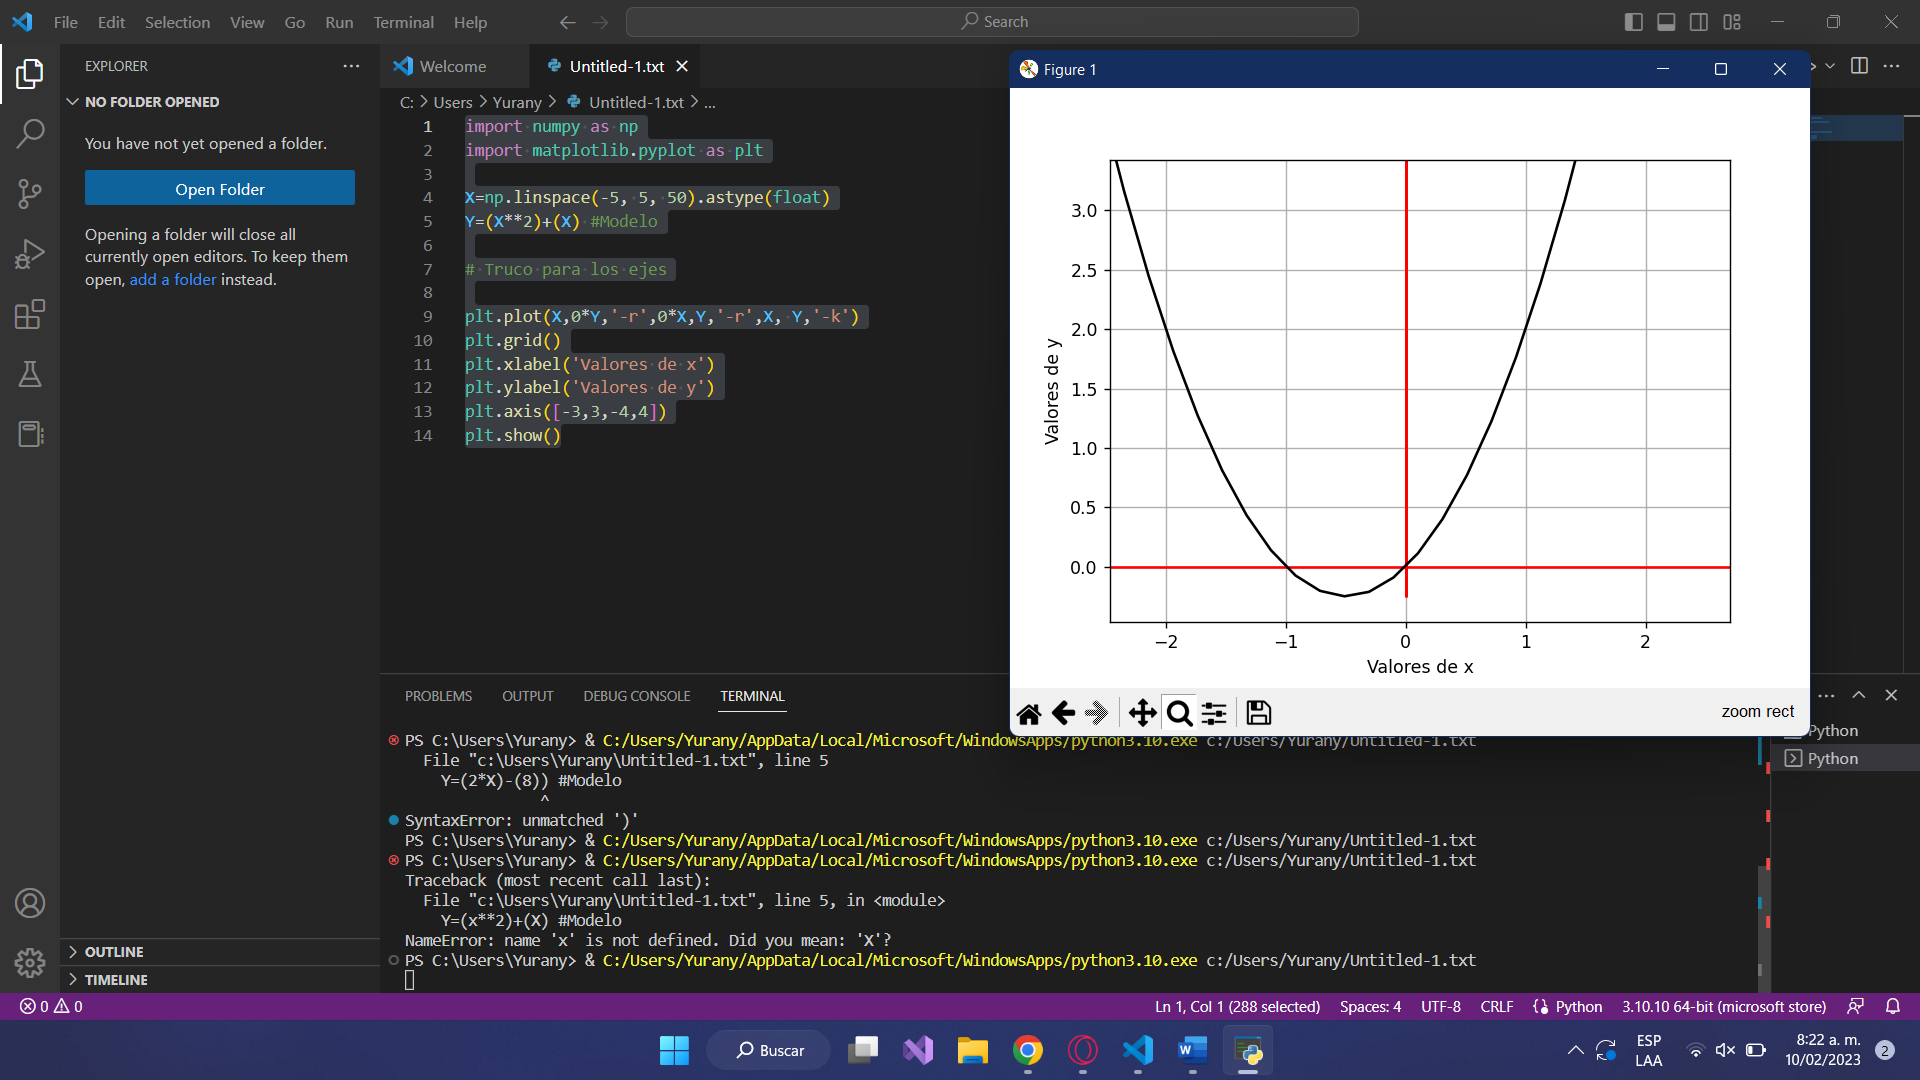 File Edit Selection View Go Run Terminal Help
Search
EXPLORER
NO FOLDER OPENED
You have not yet opened a folder.
Open Folder
Opening a folder will close all
currently open editors. To keep them
open, add a folder instead.
OUTLINE
TIMELINE
Welcome
Untitled-1.txt
C: > Users > Yurany > Untitled-1.txt > ...
1 import numpy as np
2 import matplotlib.pyplot as plt
3
4 X=np.linspace(-5, 5, 50).astype(float)
5 Y=(X**2)+(X) #Modelo
6
7 # Truco para los ejes
8
9 plt.plot(X,0*Y,'-r',0*X,Y,'-r',X, Y,'-k')
10 plt.grid()
11 plt.xlabel('Valores de x')
12 plt.ylabel('Valores de y')
13 plt.axis([-3,3,-4,4])
14 plt.show()
Figure 1
Valores de y
3.0
2.5
2.0
1.5
1.0
0.5
0.0
−2 −1 0 1 2
Valores de x
zoom rect
PROBLEMS OUTPUT DEBUG CONSOLE TERMINAL
PS C:\Users\Yurany> & C:/Users/Yurany/AppData/Local/Microsoft/WindowsApps/python3.10.exe c:/Users/Yurany/Untitled-1.txt
File "c:\Users\Yurany\Untitled-1.txt", line 5
Y=(2*X)-(8)) #Modelo
^
SyntaxError: unmatched ')'
PS C:\Users\Yurany> & C:/Users/Yurany/AppData/Local/Microsoft/WindowsApps/python3.10.exe c:/Users/Yurany/Untitled-1.txt
PS C:\Users\Yurany> & C:/Users/Yurany/AppData/Local/Microsoft/WindowsApps/python3.10.exe c:/Users/Yurany/Untitled-1.txt
Traceback (most recent call last):
File "c:\Users\Yurany\Untitled-1.txt", line 5, in <module>
Y=(x**2)+(X) #Modelo
NameError: name 'x' is not defined. Did you mean: 'X'?
PS C:\Users\Yurany> & C:/Users/Yurany/AppData/Local/Microsoft/WindowsApps/python3.10.exe c:/Users/Yurany/Untitled-1.txt
Python
Python
0 0
Ln 1, Col 1 (288 selected) Spaces: 4 UTF-8 CRLF Python 3.10.10 64-bit (microsoft store)
Buscar
ESP
LAA
8:22 a. m.
10/02/2023
2